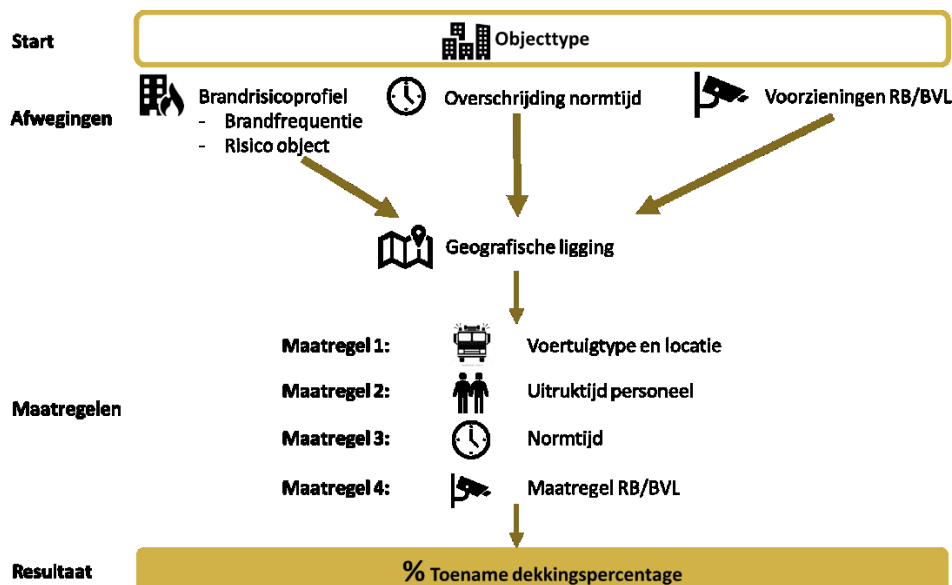 Start
Objecttype
Afwegingen
Brandrisicoprofiel
- Brandfrequentie
- Risico object
Overschrijding normtijd
Voorzieningen RB/BVL
Geografische ligging
Maatregelen
Maatregel 1: Voertuigtype en locatie
Maatregel 2: Uitruktijd personeel
Maatregel 3: Normtijd
Maatregel 4: Maatregel RB/BVL
Resultaat
% Toename dekkingspercentage